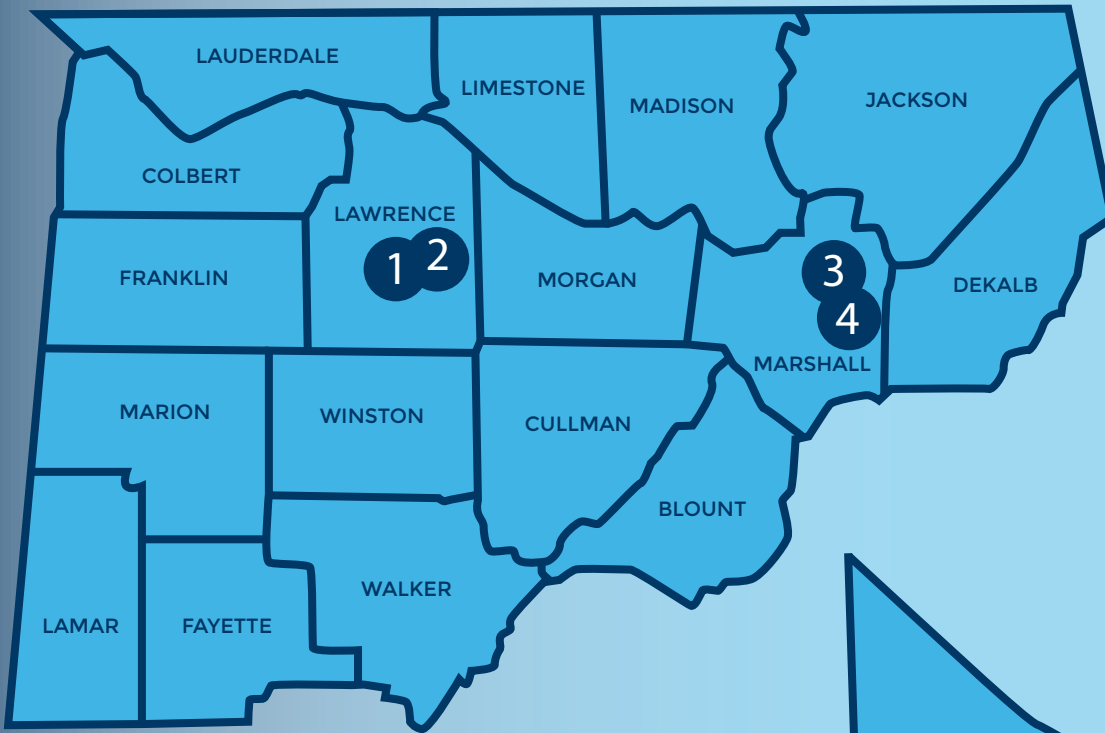 LAUDERDALE
LIMESTONE
MADISON
JACKSON
COLBERT
LAWRENCE
FRANKLIN
1
2
MORGAN
3
DEKALB
4
MARSHALL
MARION
WINSTON
CULLMAN
BLOUNT
WALKER
LAMAR
FAYETTE